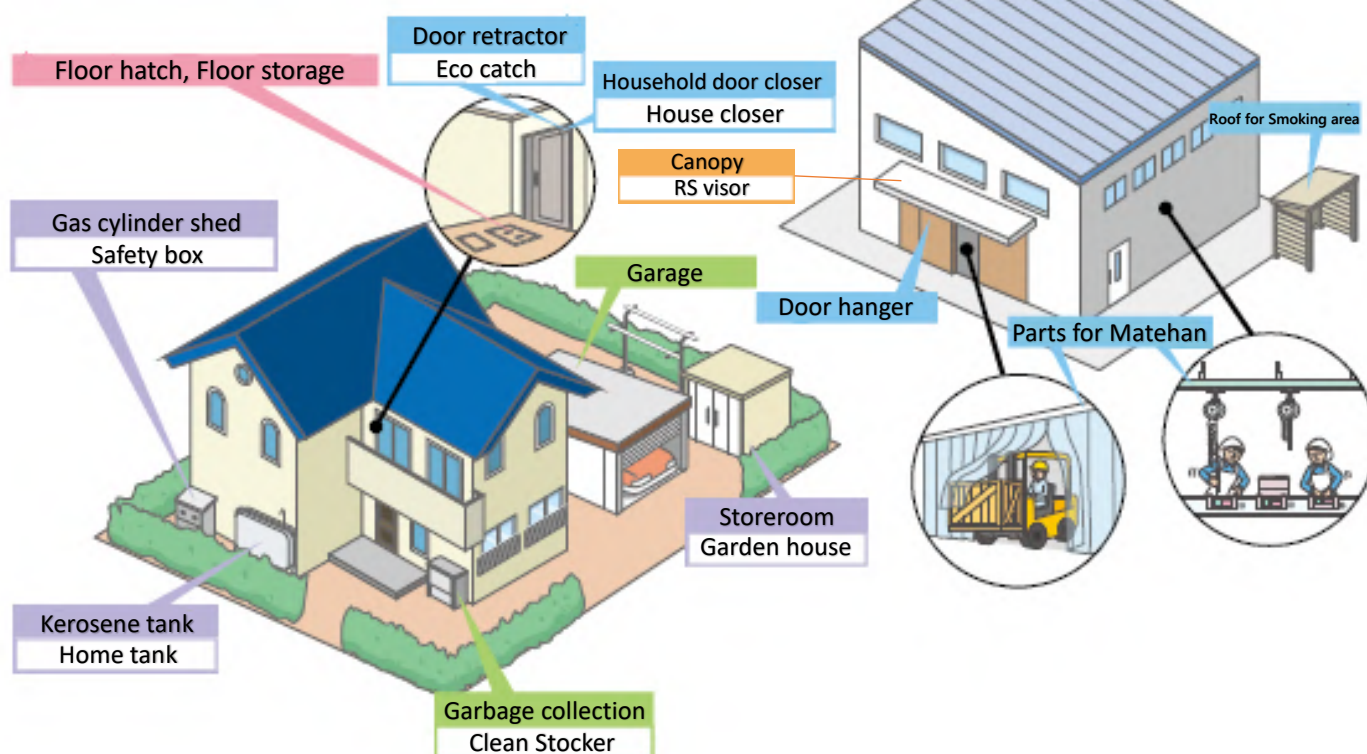 Door retractor
Eco catch
Floor hatch, Floor storage
Household door closer
House closer
Roof for Smoking area
Canopy
RS visor
Gas cylinder shed
Safety box
Garage
Door hanger
Parts for Matehan
Storeroom
Garden house
Kerosene tank
Home tank
Garbage collection
Clean Stocker